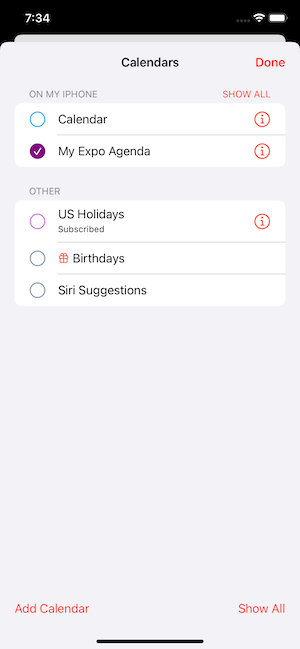 7:34
Calendars
Done
ON MY IPHONE
SHOW ALL
Calendar
My Expo Agenda
OTHER
US Holidays
Subscribed
Birthdays
Siri Suggestions
Add Calendar
Show All